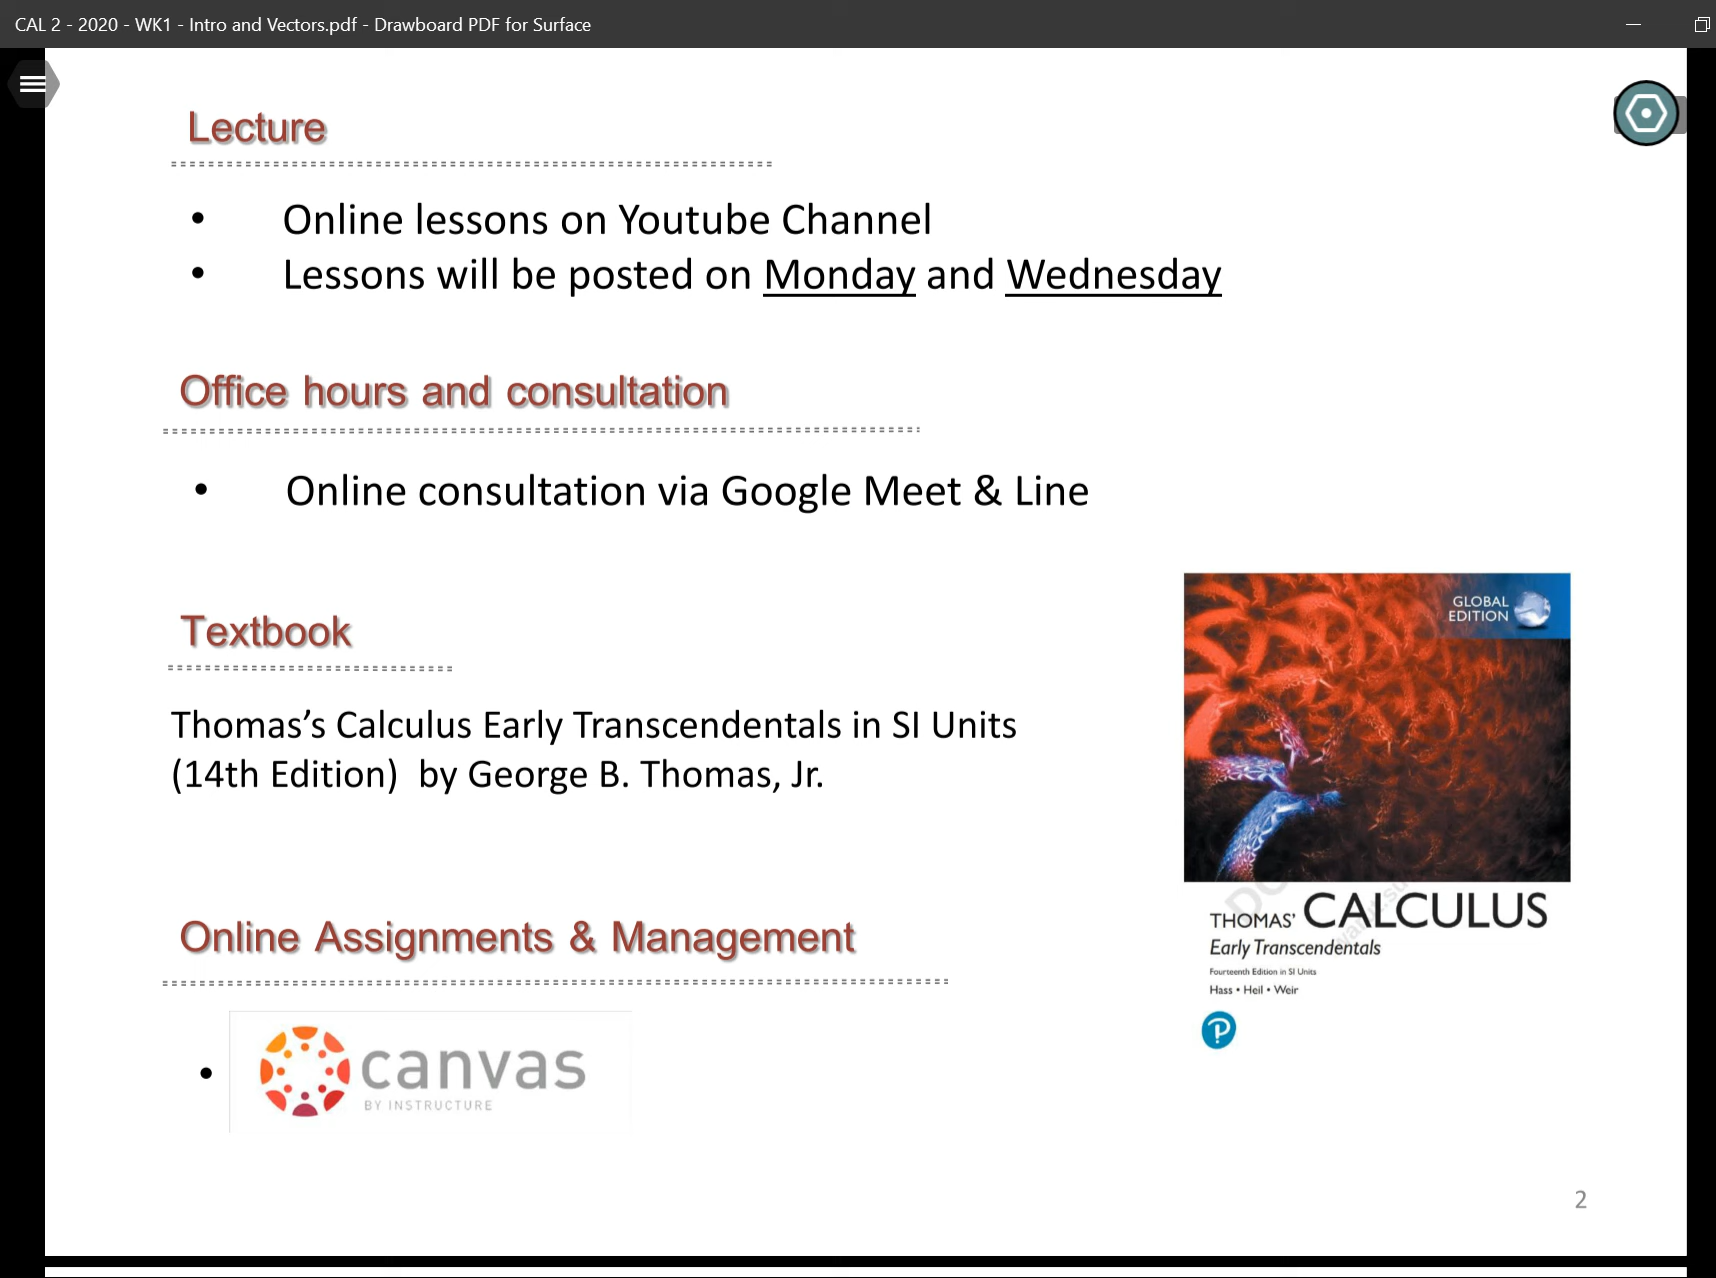 CAL 2 - 2020 - WK1 - Intro and Vectors.pdf - Drawboard PDF for Surface
Lecture
• Online lessons on Youtube Channel
• Lessons will be posted on Monday and Wednesday
Office hours and consultation
• Online consultation via Google Meet & Line
Textbook
Thomas’s Calculus Early Transcendentals in SI Units
(14th Edition)  by George B. Thomas, Jr.
GLOBAL
EDITION
THOMAS' CALCULUS
Early Transcendentals
Fourteenth Edition in SI Units
Hass • Heil • Weir
P
Online Assignments & Management
• canvas
BY INSTRUCTURE
2